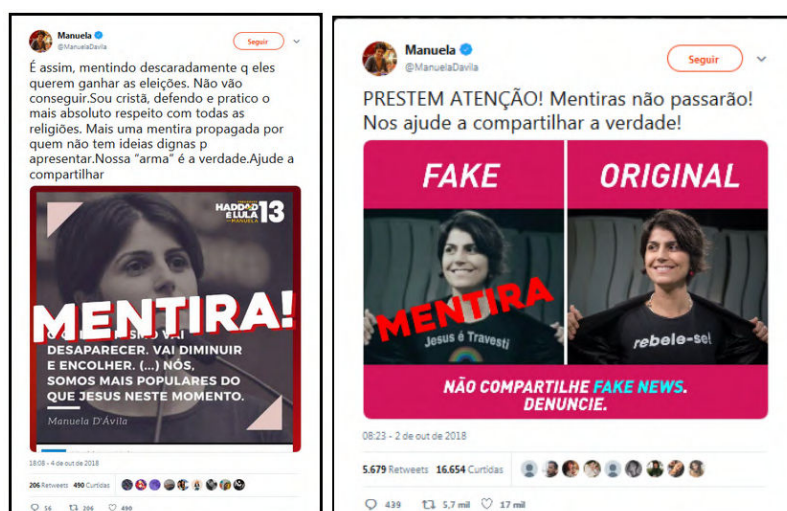 Manuela
@ManuelaDavila
Seguir
É assim, mentindo descaradamente q eles
querem ganhar as eleições. Não vão
conseguir.Sou cristã, defendo e pratico o
mais absoluto respeito com todas as
religiões. Mais uma mentira propagada por
quem não tem ideias dignas p
apresentar.Nossa "arma" é a verdade.Ajude a
compartilhar
HADDAD
É LULA
13
MENTIRA!
VAI
DESAPARECER. VAI DIMINUIR
E ENCOLHER. (...) NÓS,
SOMOS MAIS POPULARES DO
QUE JESUS NESTE MOMENTO.
Manuela D'Ávila
18:08 - 4 de out de 2018
206 Retweets 490 Curtidas
56 206 490
Manuela
@ManuelaDavila
Seguir
PRESTEM ATENÇÃO! Mentiras não passarão!
Nos ajude a compartilhar a verdade!
FAKE
ORIGINAL
MENTIRA
Jesus é Travesti
rebele-se!
NÃO COMPARTILHE FAKE NEWS.
DENUNCIE.
08:23 - 2 de out de 2018
5.679 Retweets 16.654 Curtidas
439 5,7 mil 17 mil